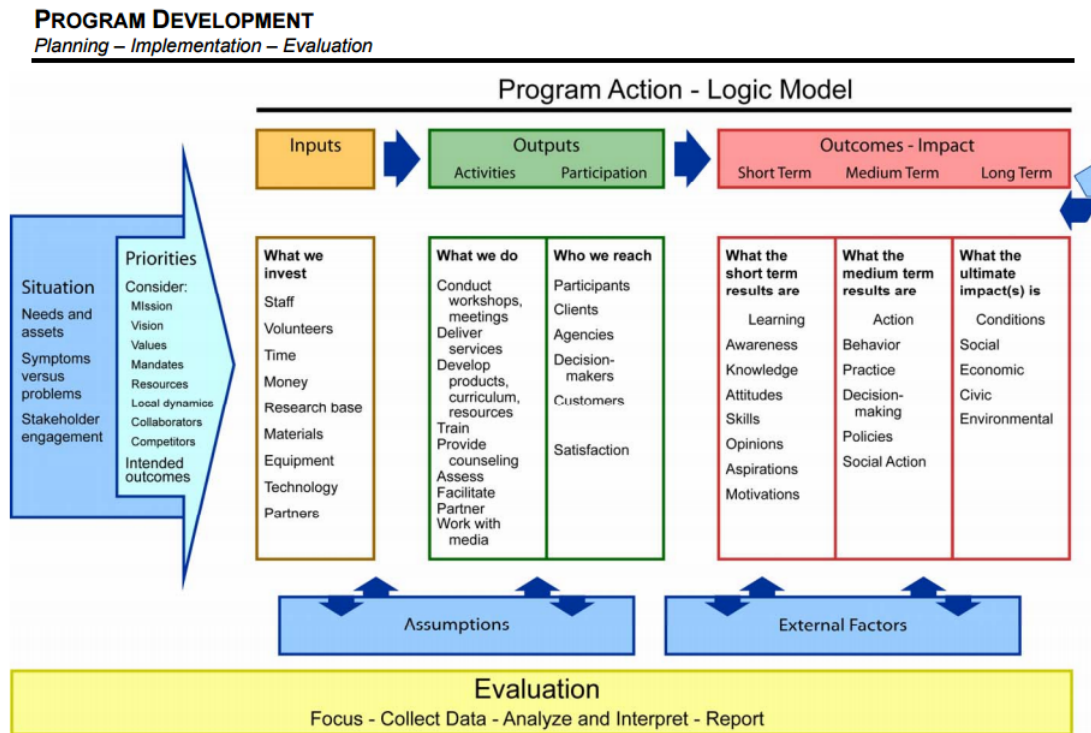 PROGRAM DEVELOPMENT
Planning – Implementation – Evaluation
Program Action - Logic Model
Inputs
Outputs
Activities Participation
Outcomes - Impact
Short Term Medium Term Long Term
Situation
Needs and
assets
Symptoms
versus
problems
Stakeholder
engagement
Priorities
Consider:
MIssion
Vision
Values
Mandates
Resources
Local dynamics
Collaborators
Competitors
Intended
outcomes
What we
invest
Staff
Volunteers
Time
Money
Research base
Materials
Equipment
Technology
Partners
What we do
Conduct
workshops,
meetings
Deliver
services
Develop
products,
curriculum,
resources
Train
Provide
counseling
Assess
Facilitate
Partner
Work with
media
Who we reach
Participants
Clients
Agencies
Decision-
makers
Customers
Satisfaction
What the
short term
results are
Learning
Awareness
Knowledge
Attitudes
Skills
Opinions
Aspirations
Motivations
What the
medium term
results are
Action
Behavior
Practice
Decision-
making
Policies
Social Action
What the
ultimate
impact(s) is
Conditions
Social
Economic
Civic
Environmental
Assumptions
External Factors
Evaluation
Focus - Collect Data - Analyze and Interpret - Report